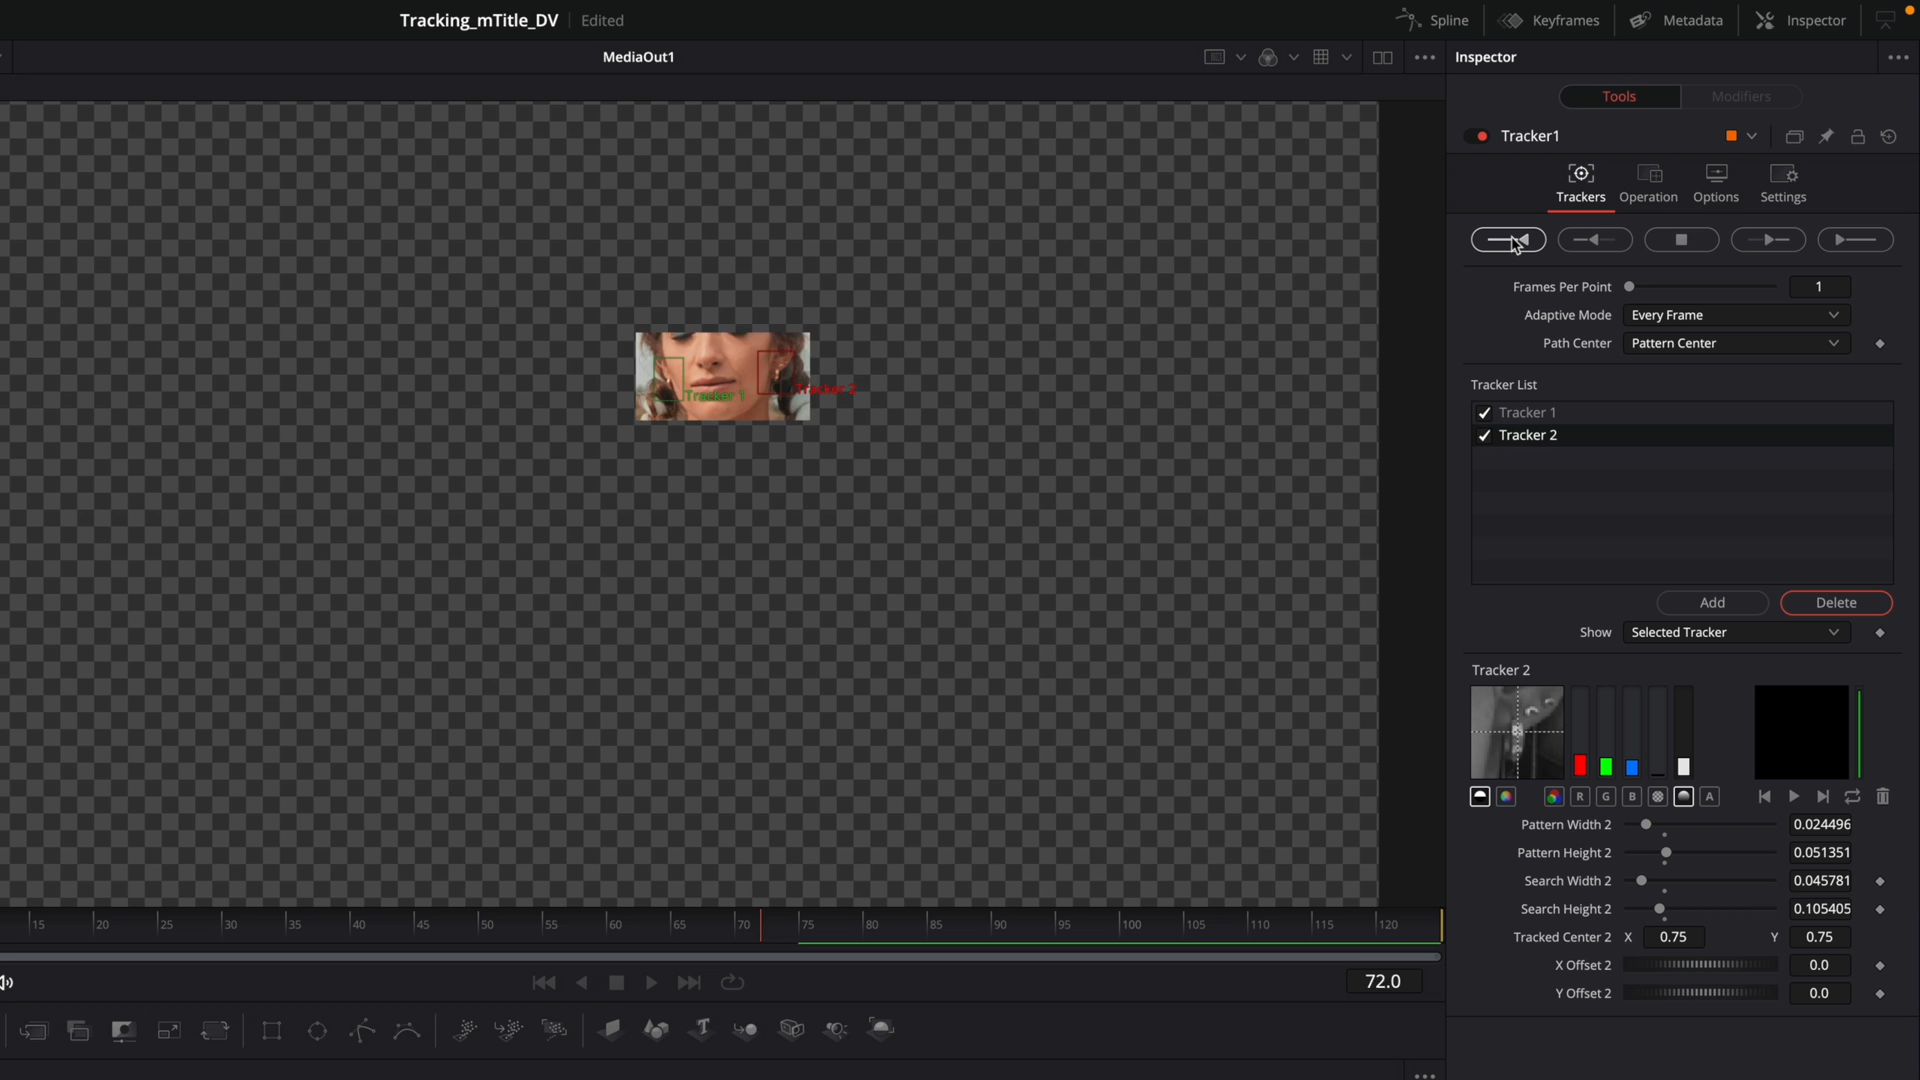 Tracking_mTitle_DV Edited Spline Keyframes Metadata Inspector
MediaOut1 Inspector
Tools Modifiers
Tracker1
Trackers Operation Options Settings
Frames Per Point 1
Adaptive Mode Every Frame
Path Center Pattern Center
Tracker List
Tracker 1
Tracker 2
Tracker 1
Tracker 2
Add Delete
Show Selected Tracker
Tracker 2
R G B A
Pattern Width 2 0.024496
Pattern Height 2 0.051351
Search Width 2 0.045781
Search Height 2 0.105405
Tracked Center 2 X 0.75 Y 0.75
X Offset 2 0.0
Y Offset 2 0.0
15 20 25 30 35 40 45 50 55 60 65 70 75 80 85 90 95 100 105 110 115 120
72.0